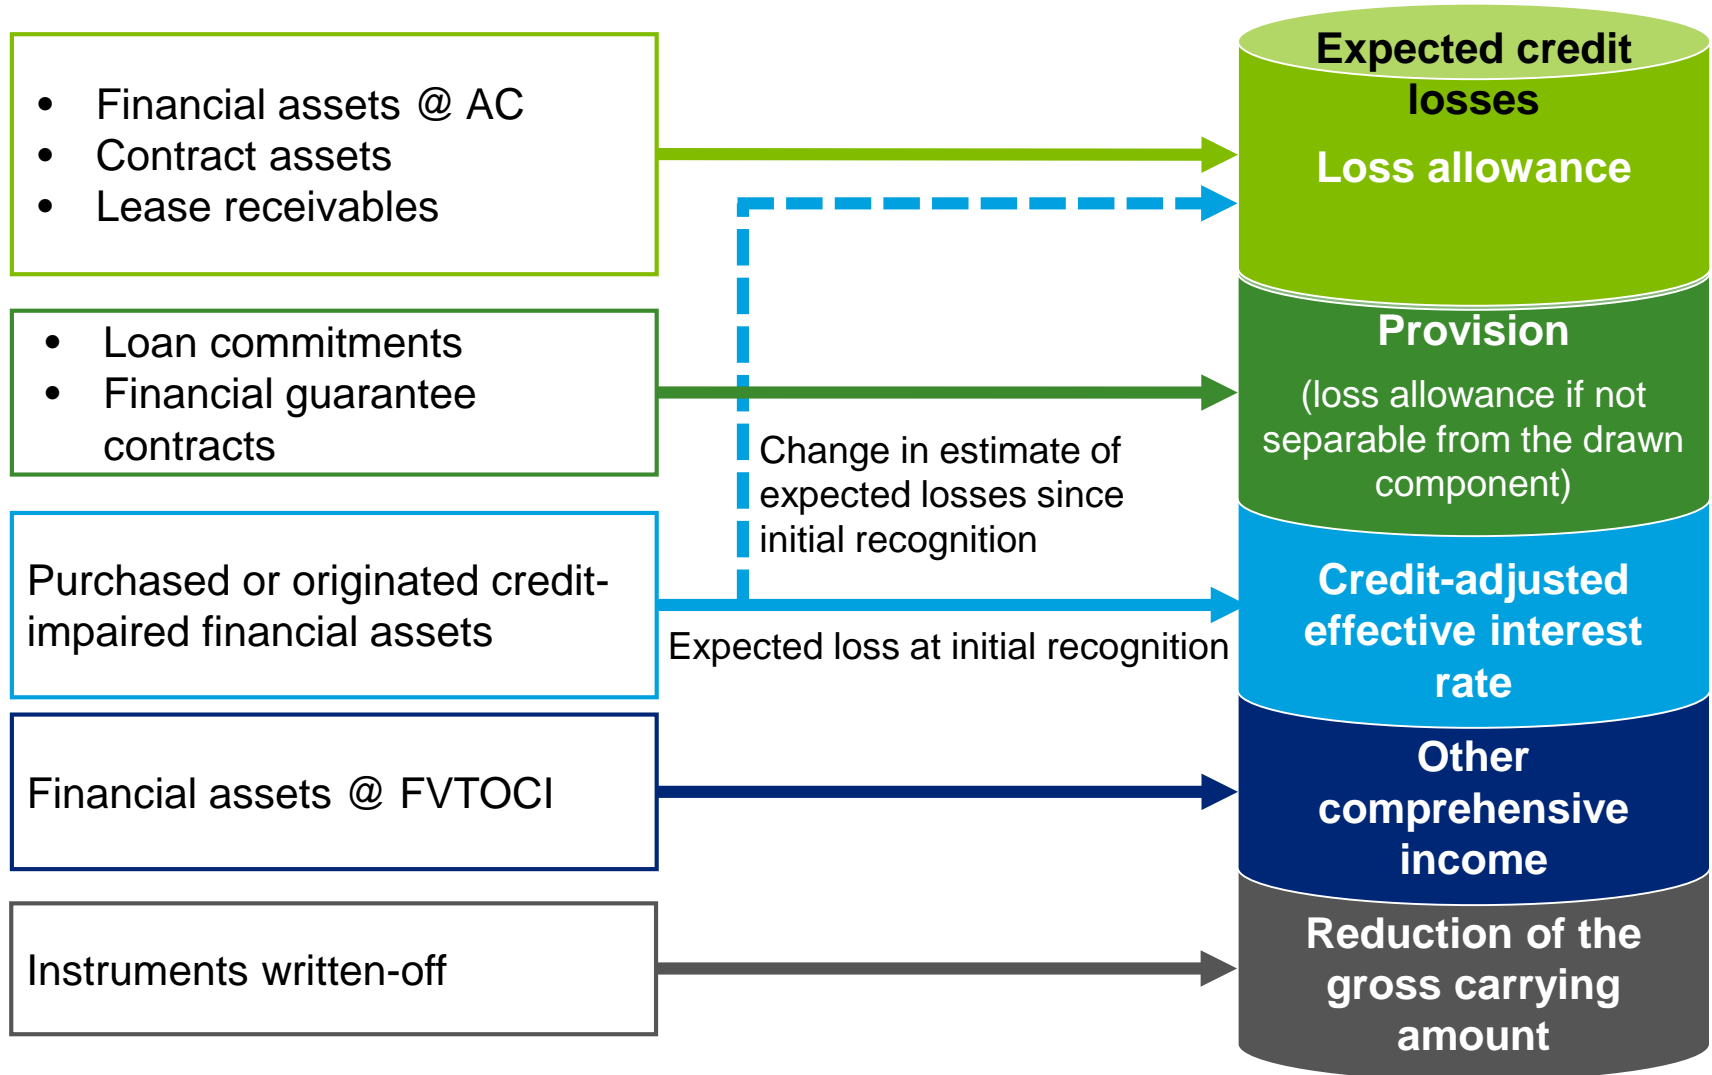 • Financial assets @ AC
• Contract assets
• Lease receivables
• Loan commitments
• Financial guarantee
contracts
Change in estimate of
expected losses since
initial recognition
Purchased or originated credit-
impaired financial assets
Expected loss at initial recognition
Financial assets @ FVTOCI
Instruments written-off
Expected credit
losses
Loss allowance
Provision
(loss allowance if not
separable from the drawn
component)
Credit-adjusted
effective interest
rate
Other
comprehensive
income
Reduction of the
gross carrying
amount